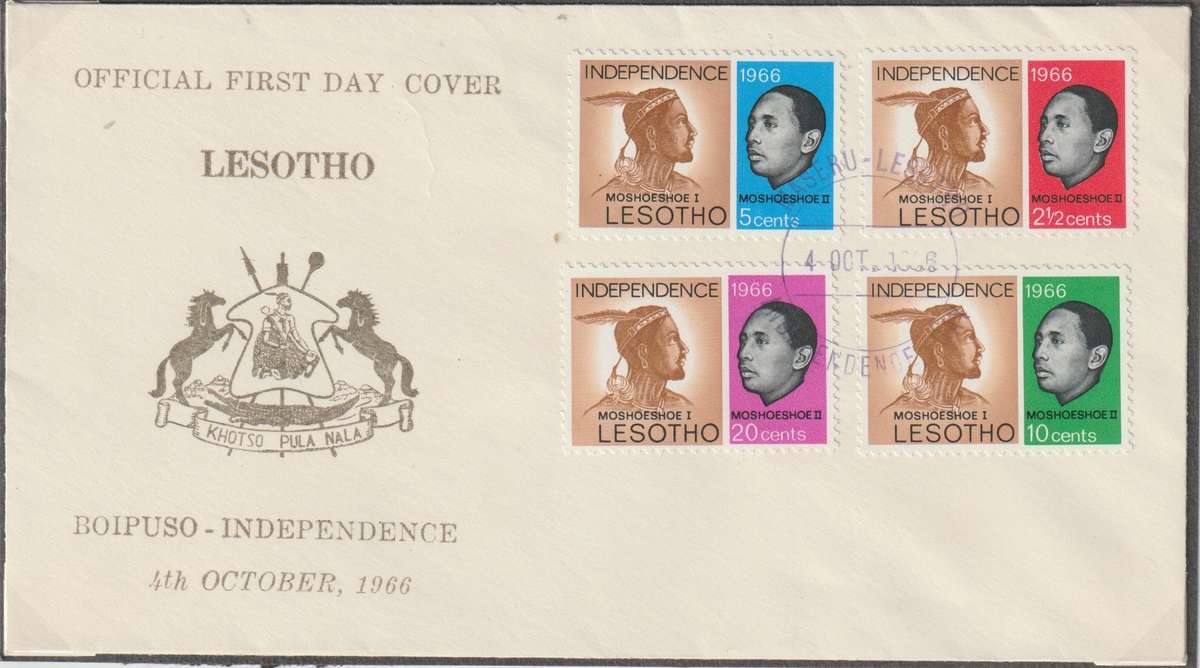 OFFICIAL FIRST DAY COVER
LESOTHO
KHOTSO PULA NALA
BOIPUSO - INDEPENDENCE
4th OCTOBER, 1966
INDEPENDENCE 1966
MOSHOESHOE I MOSHOESHOE II
LESOTHO 5 cents
INDEPENDENCE 1966
MOSHOESHOE I MOSHOESHOE II
LESOTHO 2½ cents
4 OCT
INDEPENDENCE 1966
MOSHOESHOE I MOSHOESHOE II
LESOTHO 20 cents
INDEPENDENCE 1966
MOSHOESHOE I MOSHOESHOE II
LESOTHO 10 cents